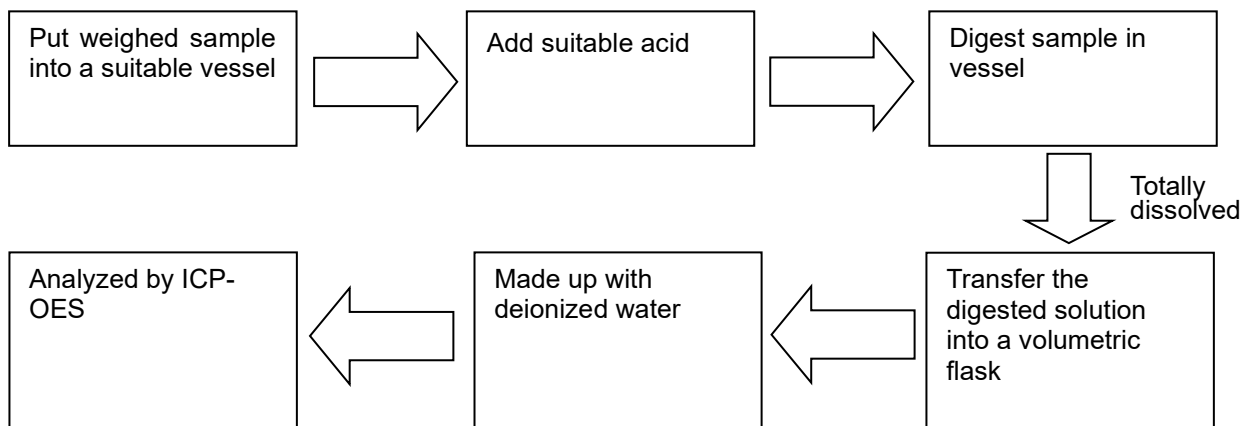 Put weighed sample
into a suitable vessel
Add suitable acid
Digest sample in
vessel
Totally
dissolved
Transfer the
digested solution
into a volumetric
flask
Made up with
deionized water
Analyzed by ICP-
OES